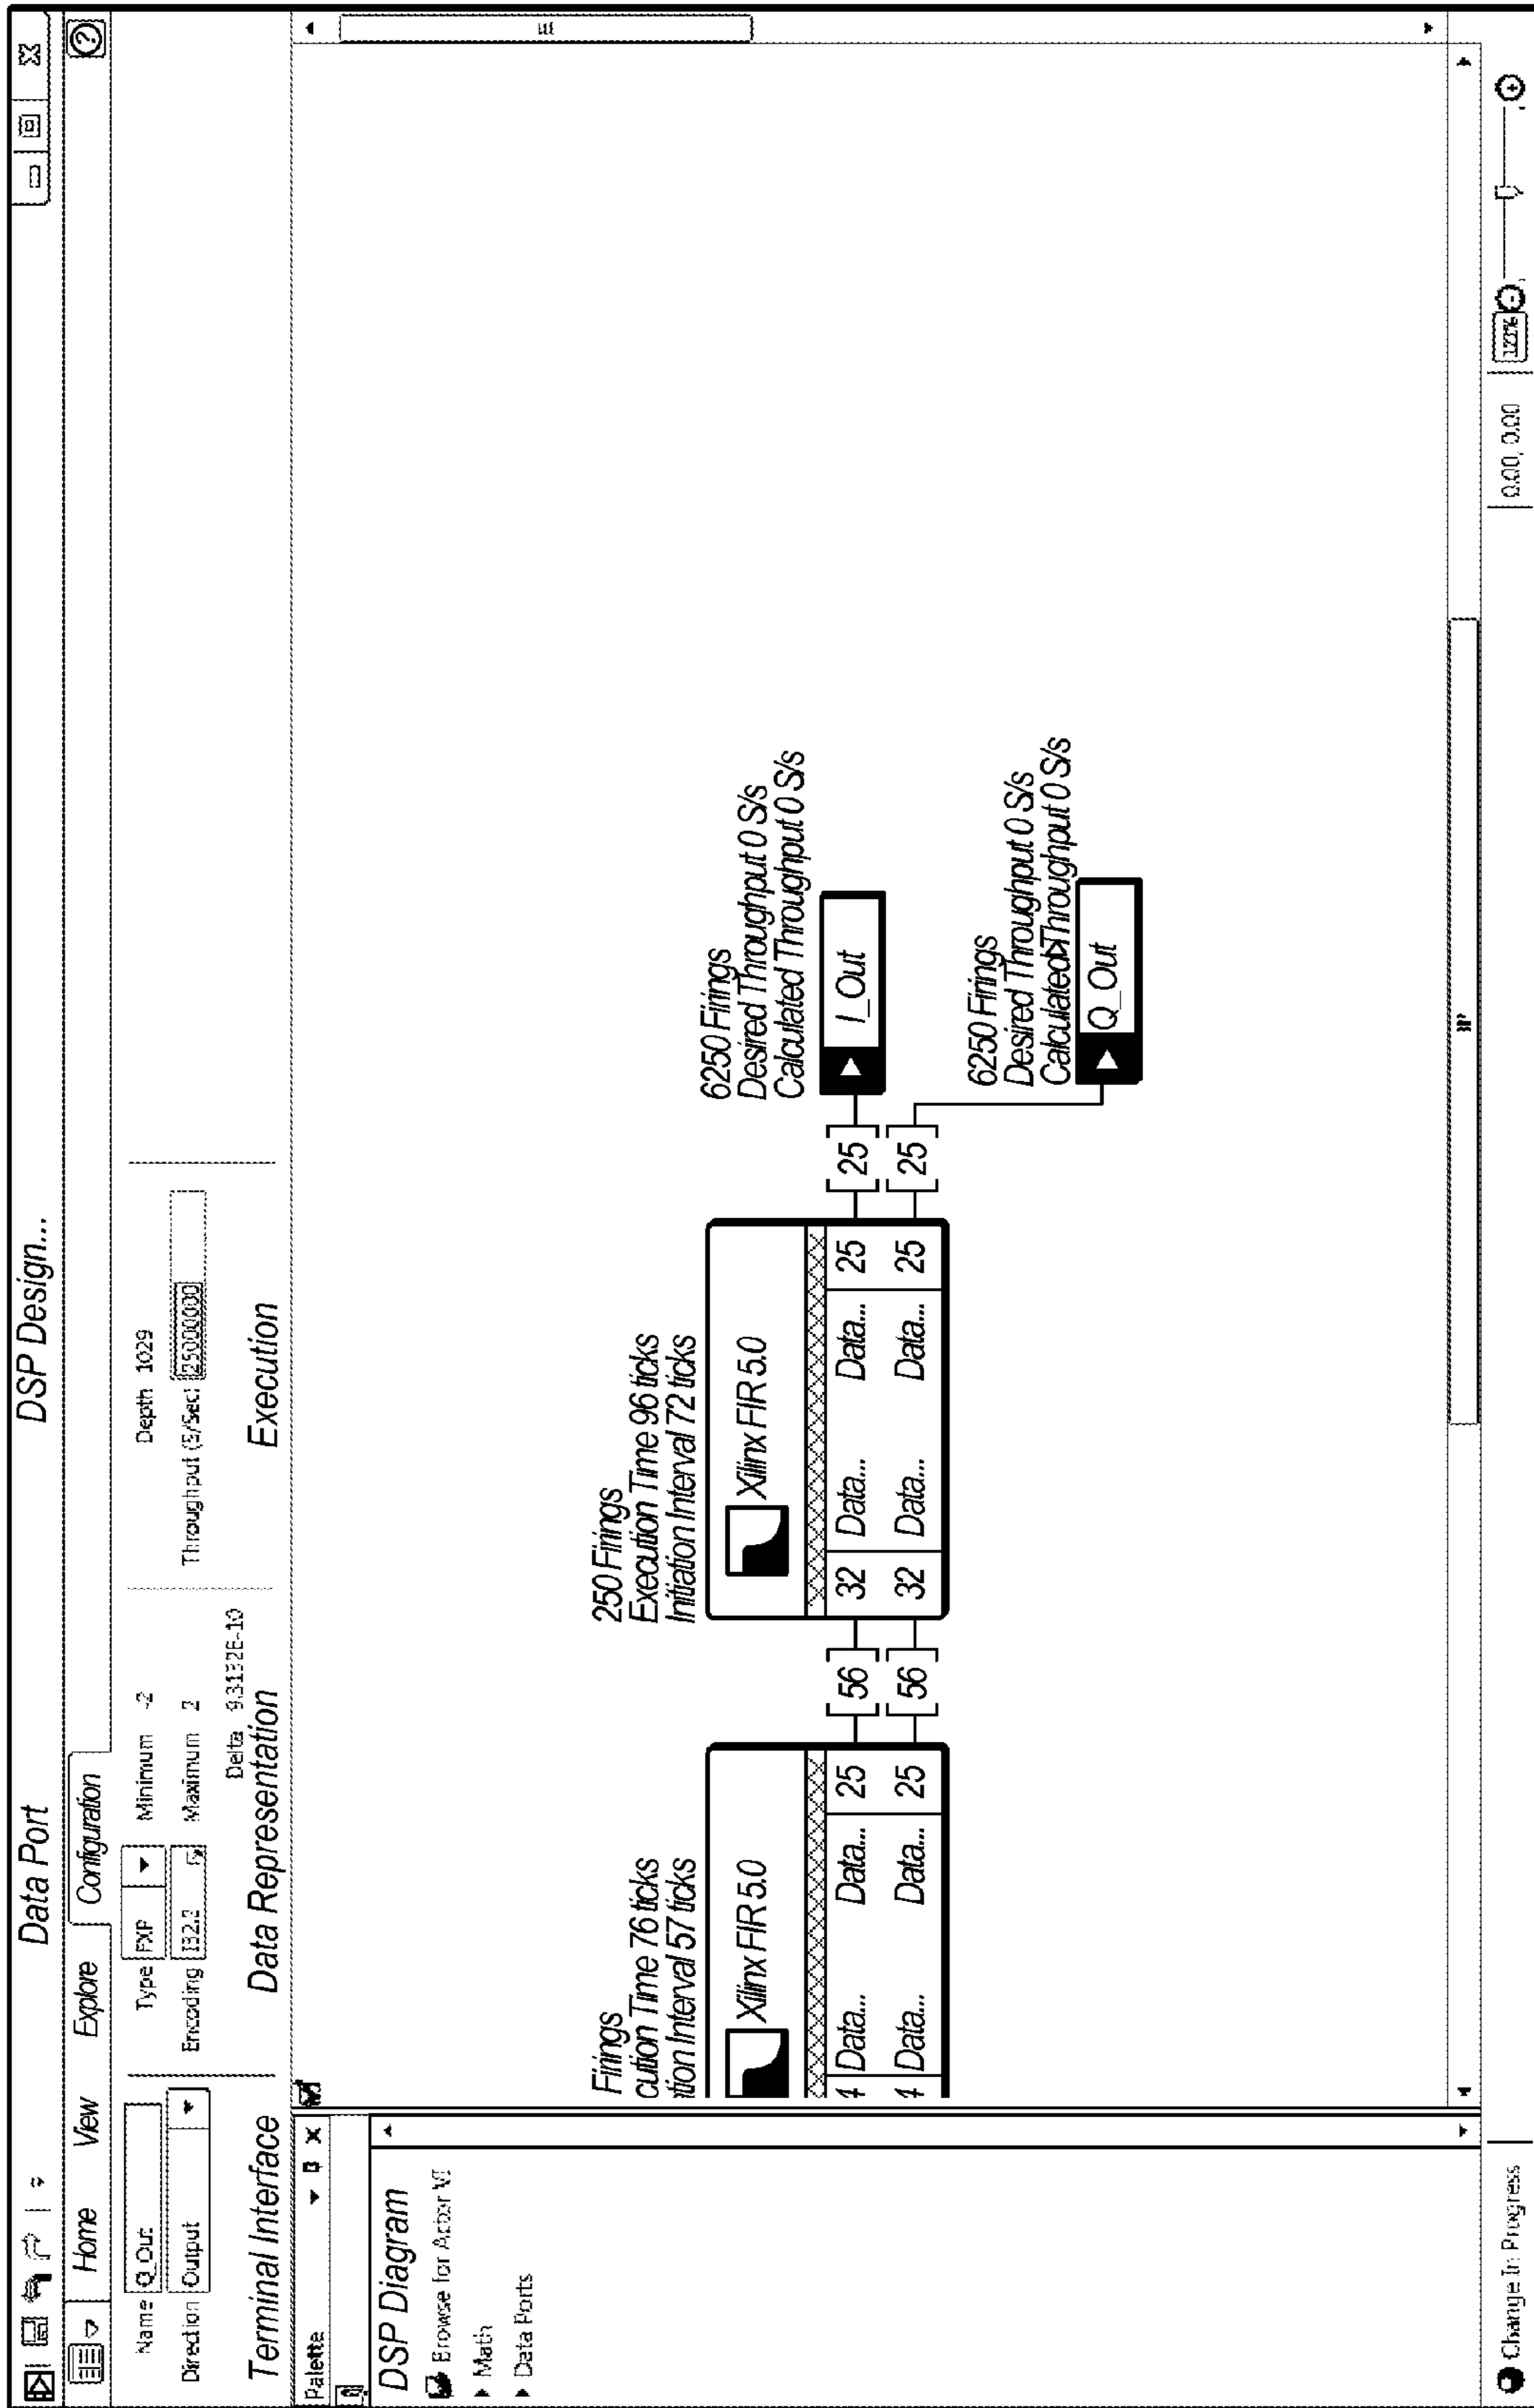 Data Port
DSP Design...
Home
View
Explore
Configuration
Name Q_Out
Direction Output
Terminal Interface
Type FXP
Encoding
Minimum -2
Maximum 2
Delta
Data Representation
Depth 1029
Throughput (S/Sec) 25000000
Execution
Palette
DSP Diagram
Browse for Actor VI
Math
Data Ports
Firings
cution Time 76 ticks
tion Interval 57 ticks
Xilinx FIR 5.0
4 Data... Data... 25
4 Data... Data... 25
56
56
250 Firings
Execution Time 96 ticks
Initiation Interval 72 ticks
Xilinx FIR 5.0
32 Data... Data... 25
32 Data... Data... 25
25
25
6250 Firings
Desired Throughput 0 S/s
Calculated Throughput 0 S/s
I_Out
6250 Firings
Desired Throughput 0 S/s
Calculated Throughput 0 S/s
Q_Out
Change In Progress
0.00, 0.00